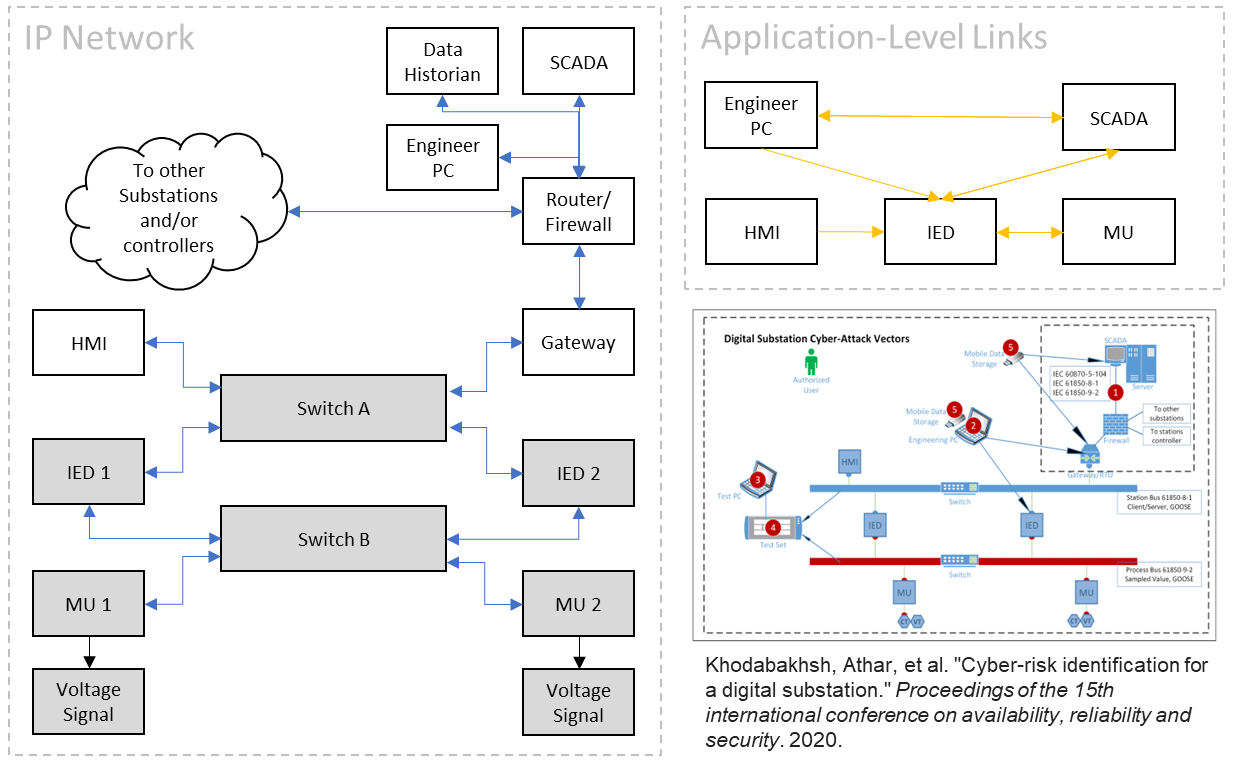 IP Network
Data
Historian
SCADA
Engineer
PC
To other
Substations
and/or
controllers
Router/
Firewall
HMI
Gateway
Switch A
IED 1
IED 2
Switch B
MU 1
MU 2
Voltage
Signal
Voltage
Signal
Application-Level Links
Engineer
PC
SCADA
HMI
IED
MU
Digital Substation Cyber-Attack Vectors
Authorized
User
Mobile Data
Storage
5
SCADA
Server
IEC 60870-5-104
IEC 61850-8-1
IEC 61850-9-2
1
To other
substations
To stations
controller
Firewall
Mobile Data
Storage
5
2
Engineering PC
Gateway/RTU
HMI
3
Test PC
Switch
Station Bus 61850-8-1
Client/Server, GOOSE
4
Test Set
IED
IED
Switch
Process Bus 61850-9-2
Sampled Value, GOOSE
MU
MU
CT
VT
CT
VT
Khodabakhsh, Athar, et al. "Cyber-risk identification for
a digital substation." Proceedings of the 15th
international conference on availability, reliability and
security. 2020.